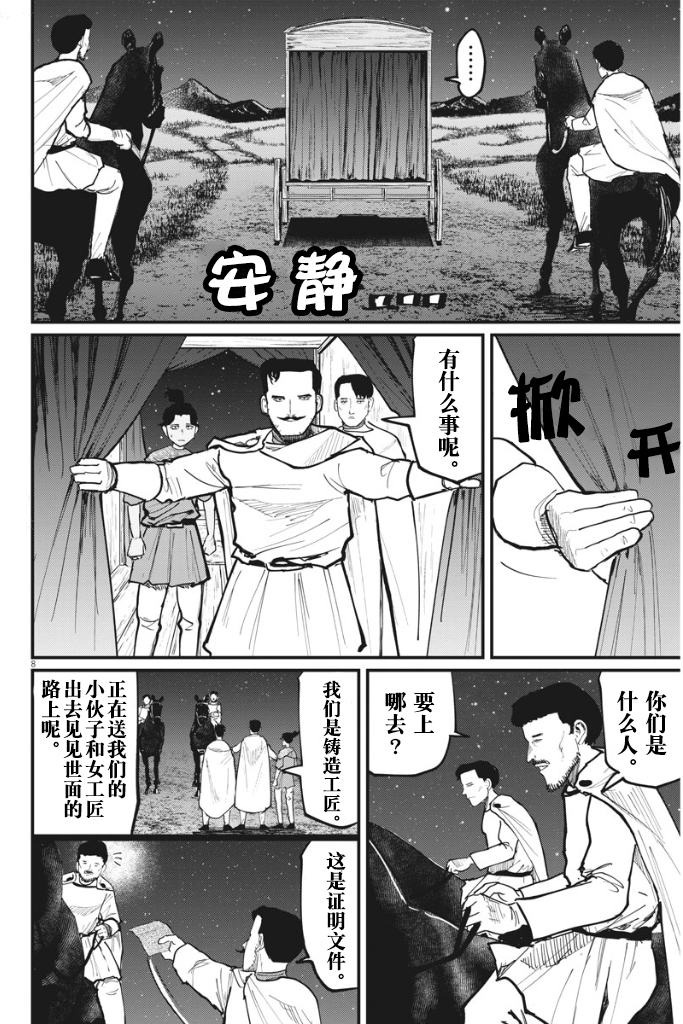 ……
安静…
掀开
有什么事呢。
你们是
什么人。
要上
哪去？
我们是铸造工匠。
正在送我们的
小伙子和女工匠
出去见见世面的
路上呢。
这是证明文件。
8